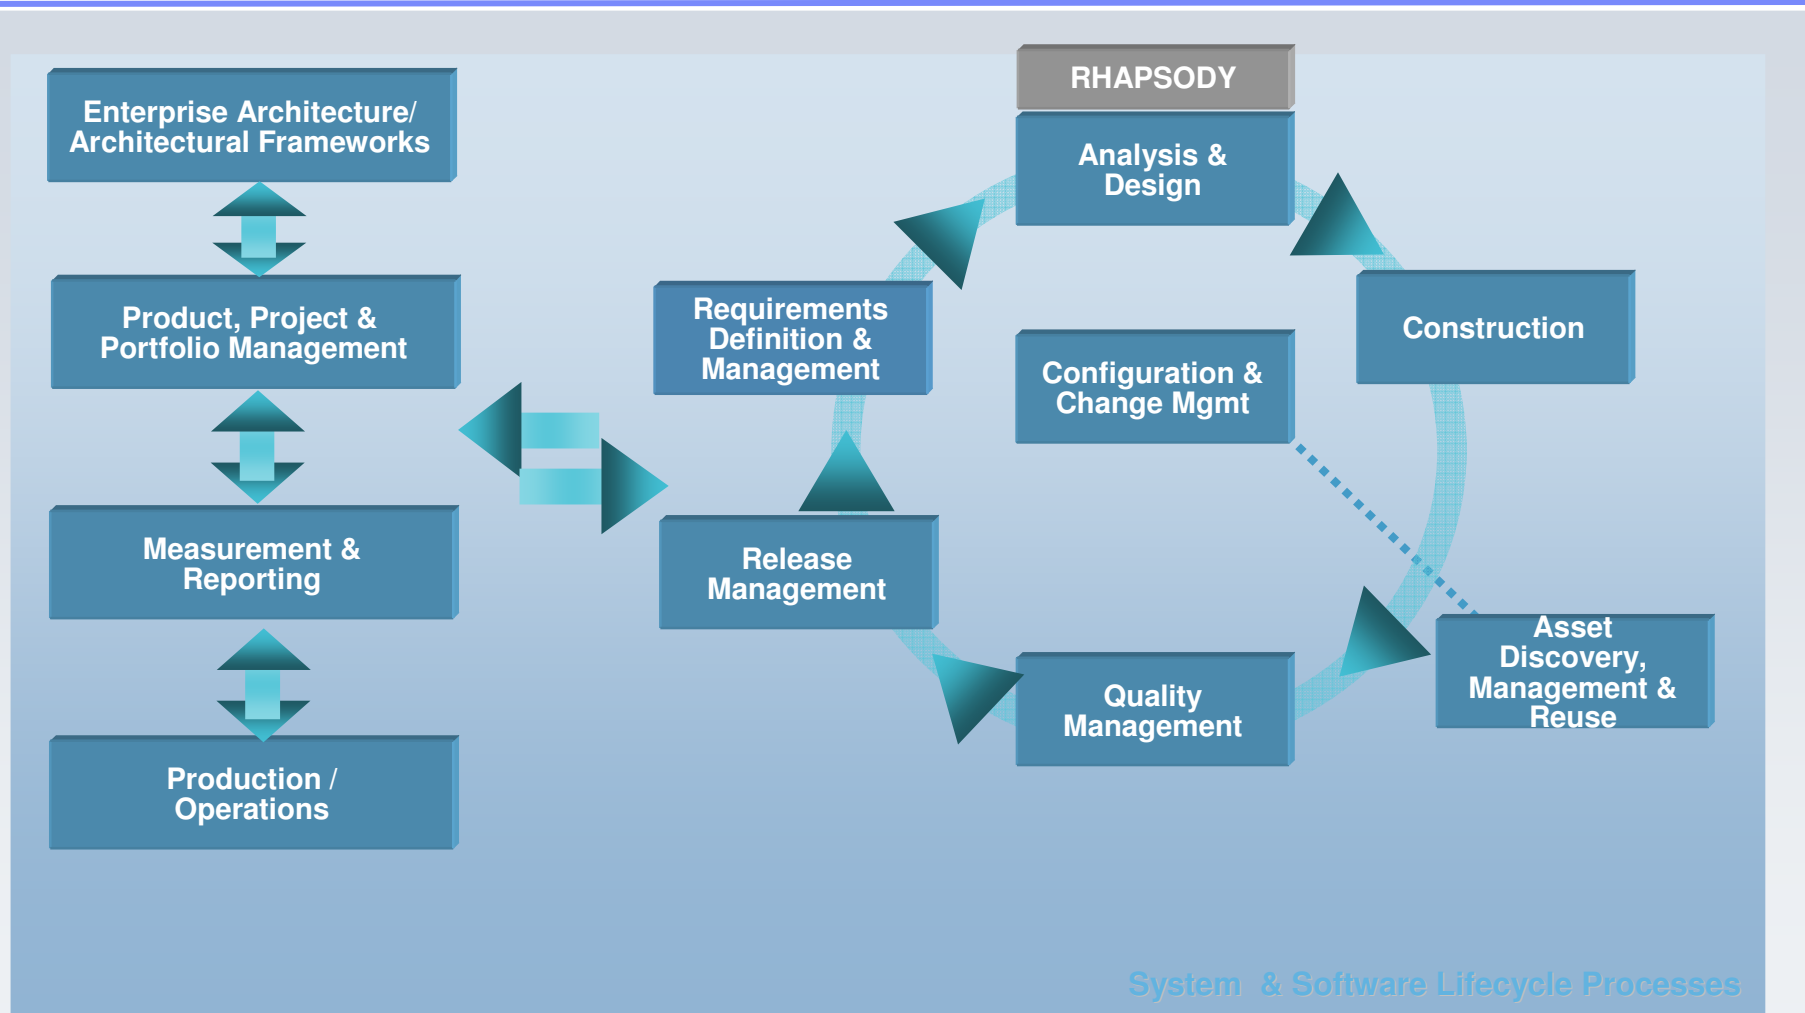 Enterprise Architecture/
Architectural Frameworks
Product, Project &
Portfolio Management
Measurement &
Reporting
Production /
Operations
RHAPSODY
Analysis &
Design
Requirements
Definition &
Management
Construction
Configuration &
Change Mgmt
Release
Management
Quality
Management
Asset
Discovery,
Management &
Reuse
System & Software Lifecycle Processes